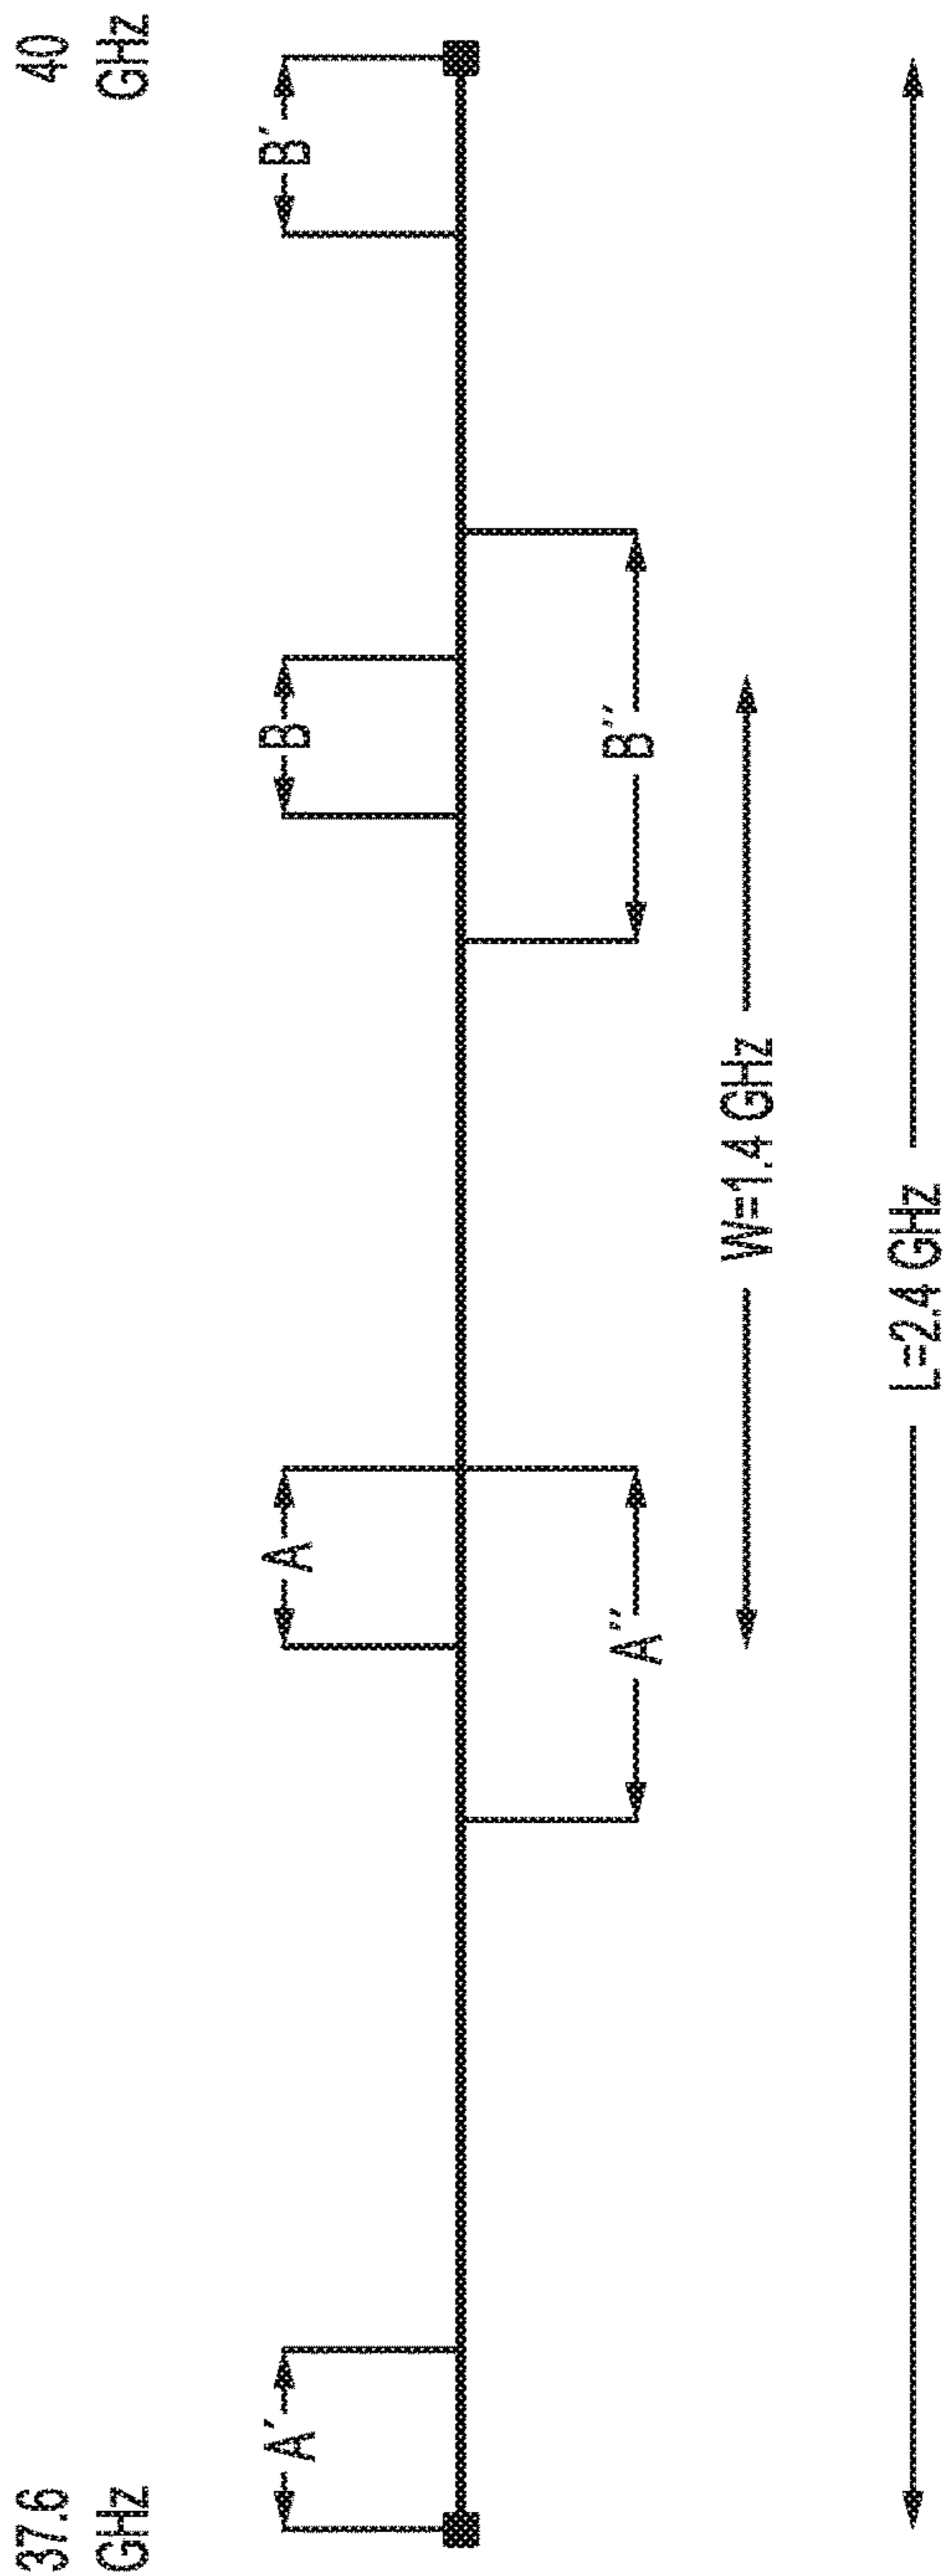 37.6
GHz
40
GHz
A′
A
B
B′
A′′
B′′
W=1.4 GHz
L=2.4 GHz